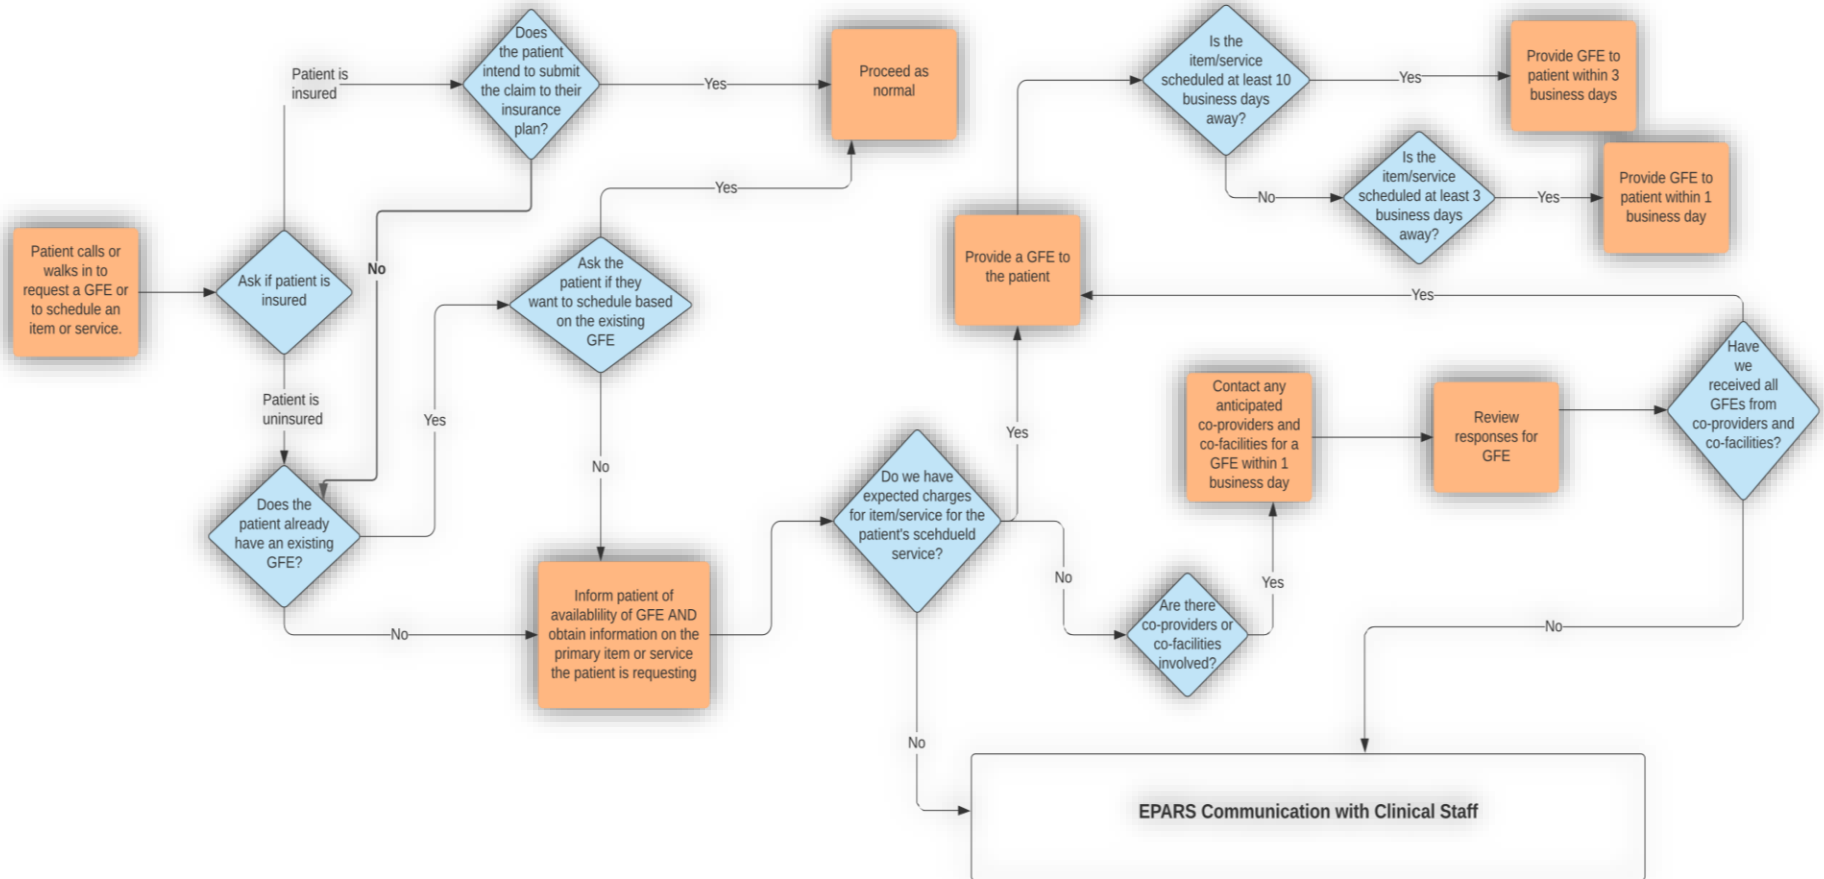 Patient calls or
walks in to
request a GFE or
to schedule an
item or service.
Ask if patient is
insured
Patient is
insured
Does
the patient
intend to submit
the claim to their
insurance
plan?
Yes
Proceed as
normal
No
Patient is
uninsured
Does the
patient already
have an existing
GFE?
Yes
Ask the
patient if they
want to schedule based
on the existing
GFE
Yes
No
No
Inform patient of
availablility of GFE AND
obtain information on the
primary item or service
the patient is requesting
Do we have
expected charges
for item/service for the
patient's scehdueld
service?
Yes
Provide a GFE to
the patient
Is the
item/service
scheduled at least 10
business days
away?
Yes
Provide GFE to
patient within 3
business days
No
Is the
item/service
scheduled at least 3
business days
away?
Yes
Provide GFE to
patient within 1
business day
No
Are there
co-providers or
co-facilities
involved?
Yes
Contact any
anticipated
co-providers and
co-facilities for a
GFE within 1
business day
Review
responses for
GFE
Have
we
received all
GFEs from
co-providers and
co-facilities?
Yes
No
No
EPARS Communication with Clinical Staff